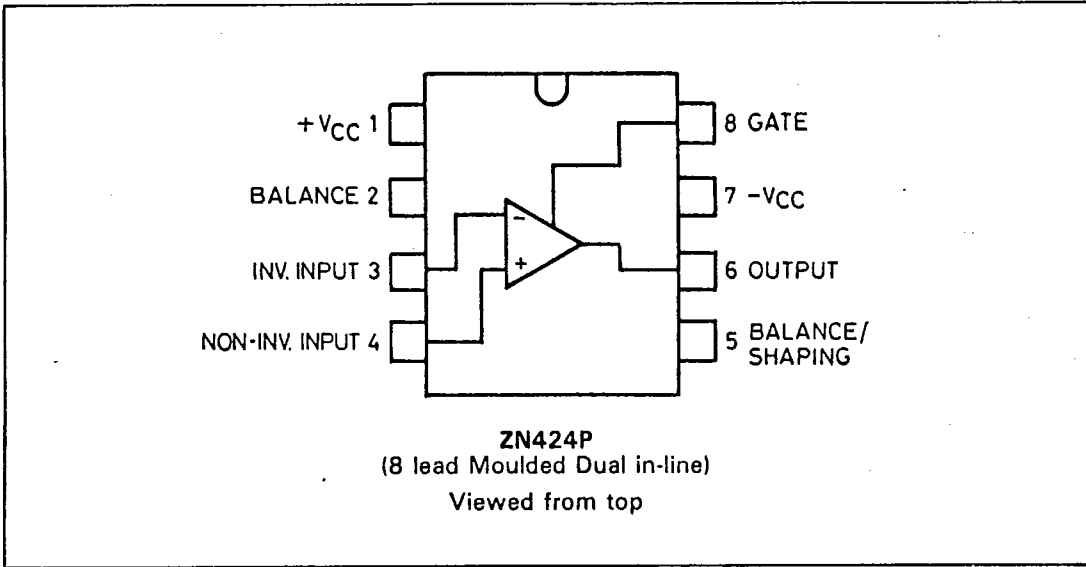 +VCC 1
BALANCE 2
INV. INPUT 3
NON-INV. INPUT 4
8 GATE
7 -VCC
6 OUTPUT
5 BALANCE/
SHAPING
-
+
ZN424P
(8 lead Moulded Dual in-line)
Viewed from top